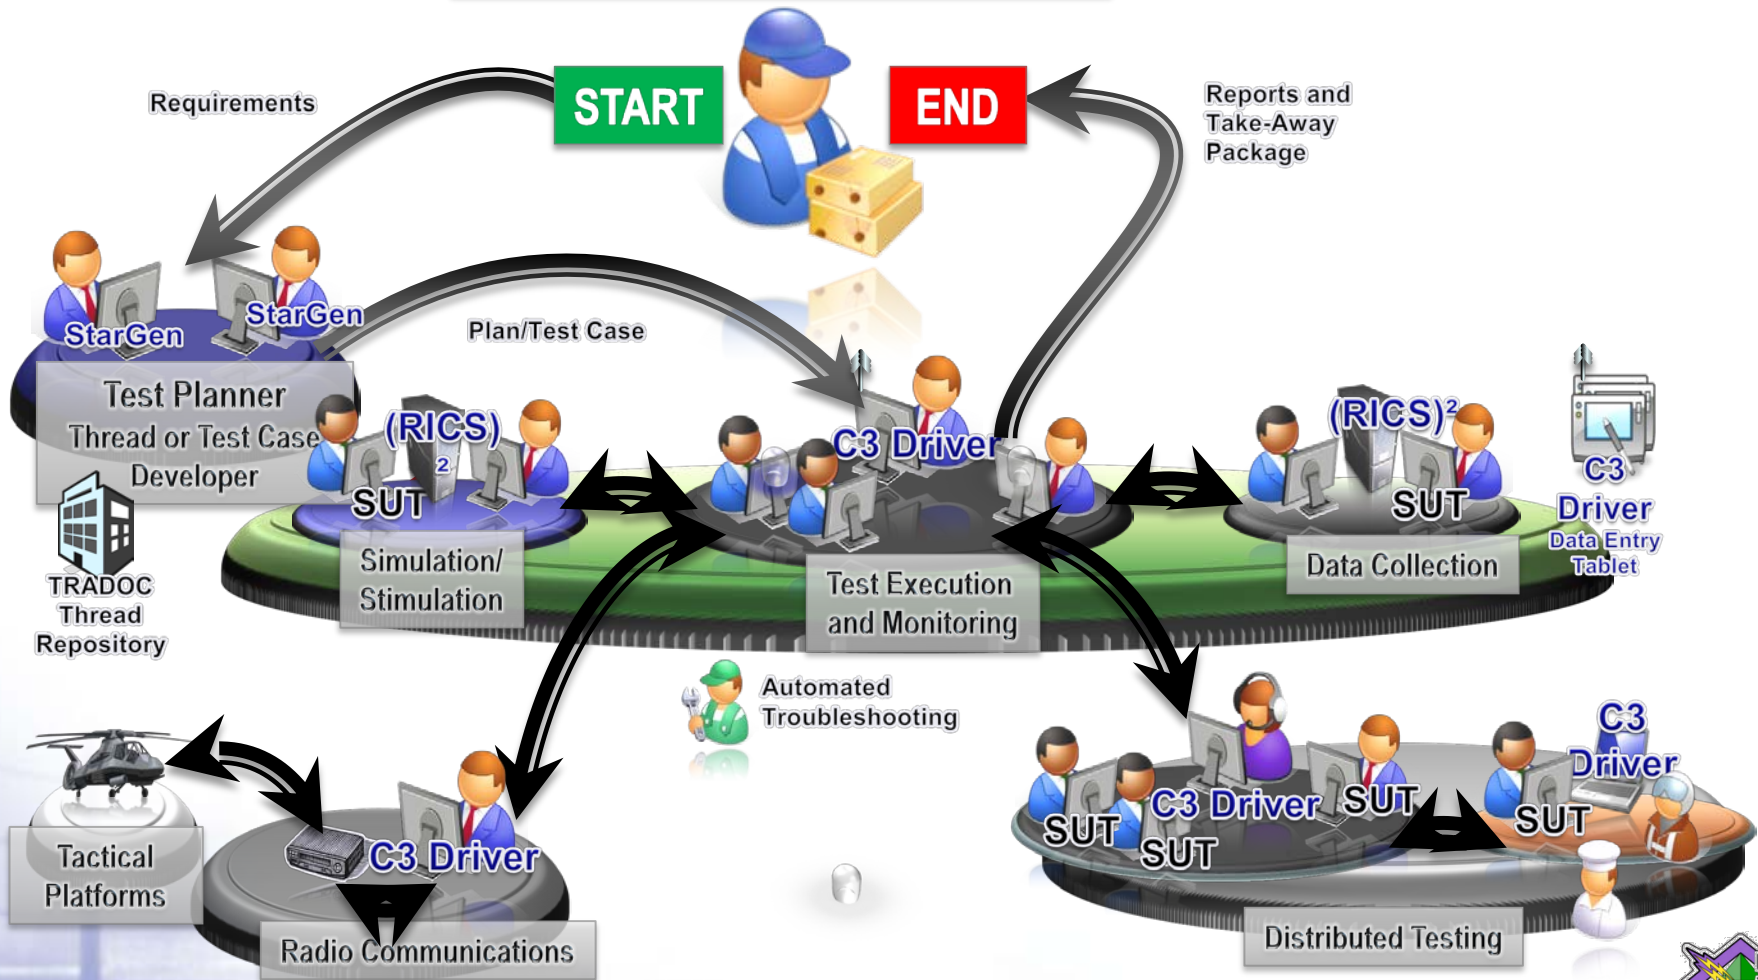 START
END
Requirements
Reports and
Take-Away
Package
StarGen
StarGen
Plan/Test Case
Test Planner
Thread or Test Case
Developer
(RICS)
2
SUT
C3 Driver
(RICS)²
SUT
C3
Driver
Data Entry
Tablet
TRADOC
Thread
Repository
Simulation/
Stimulation
Test Execution
and Monitoring
Data Collection
Automated
Troubleshooting
Tactical
Platforms
C3 Driver
Radio Communications
C3 Driver
SUT
SUT
SUT
C3
Driver
SUT
H
Distributed Testing